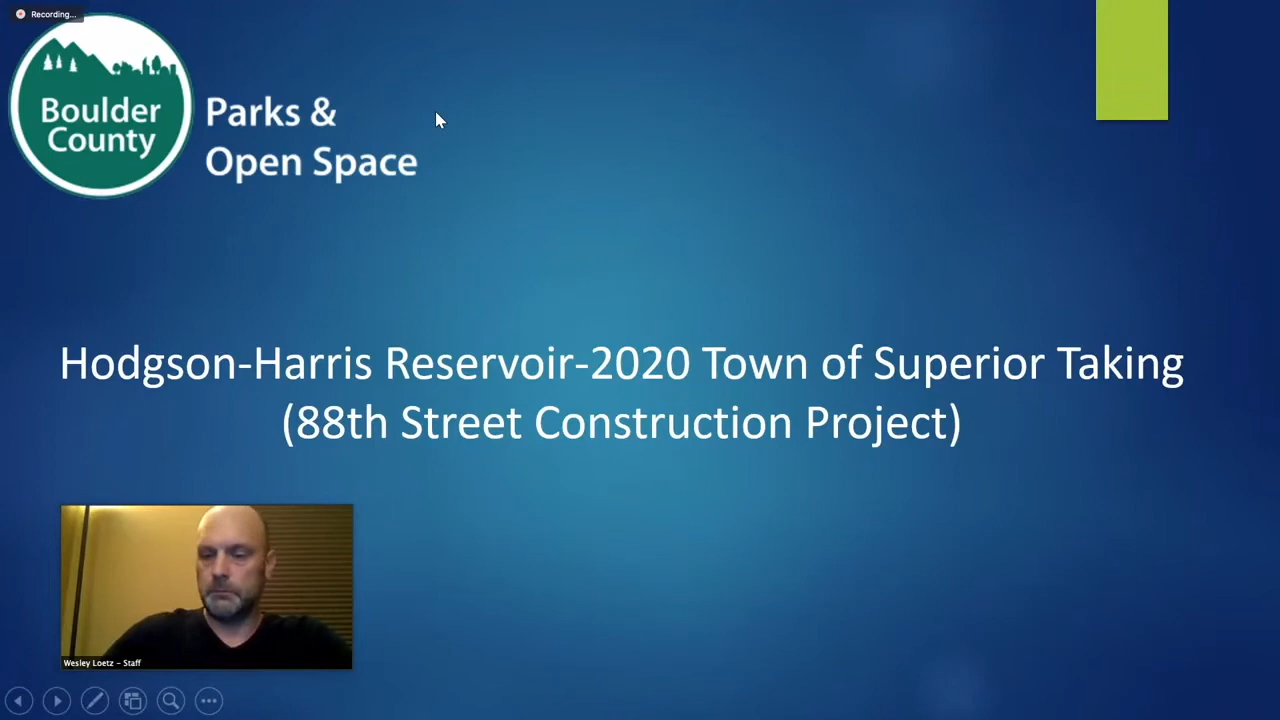 Recording...
Boulder
County
Parks &
Open Space
Hodgson-Harris Reservoir-2020 Town of Superior Taking
(88th Street Construction Project)
Wesley Loetz – Staff